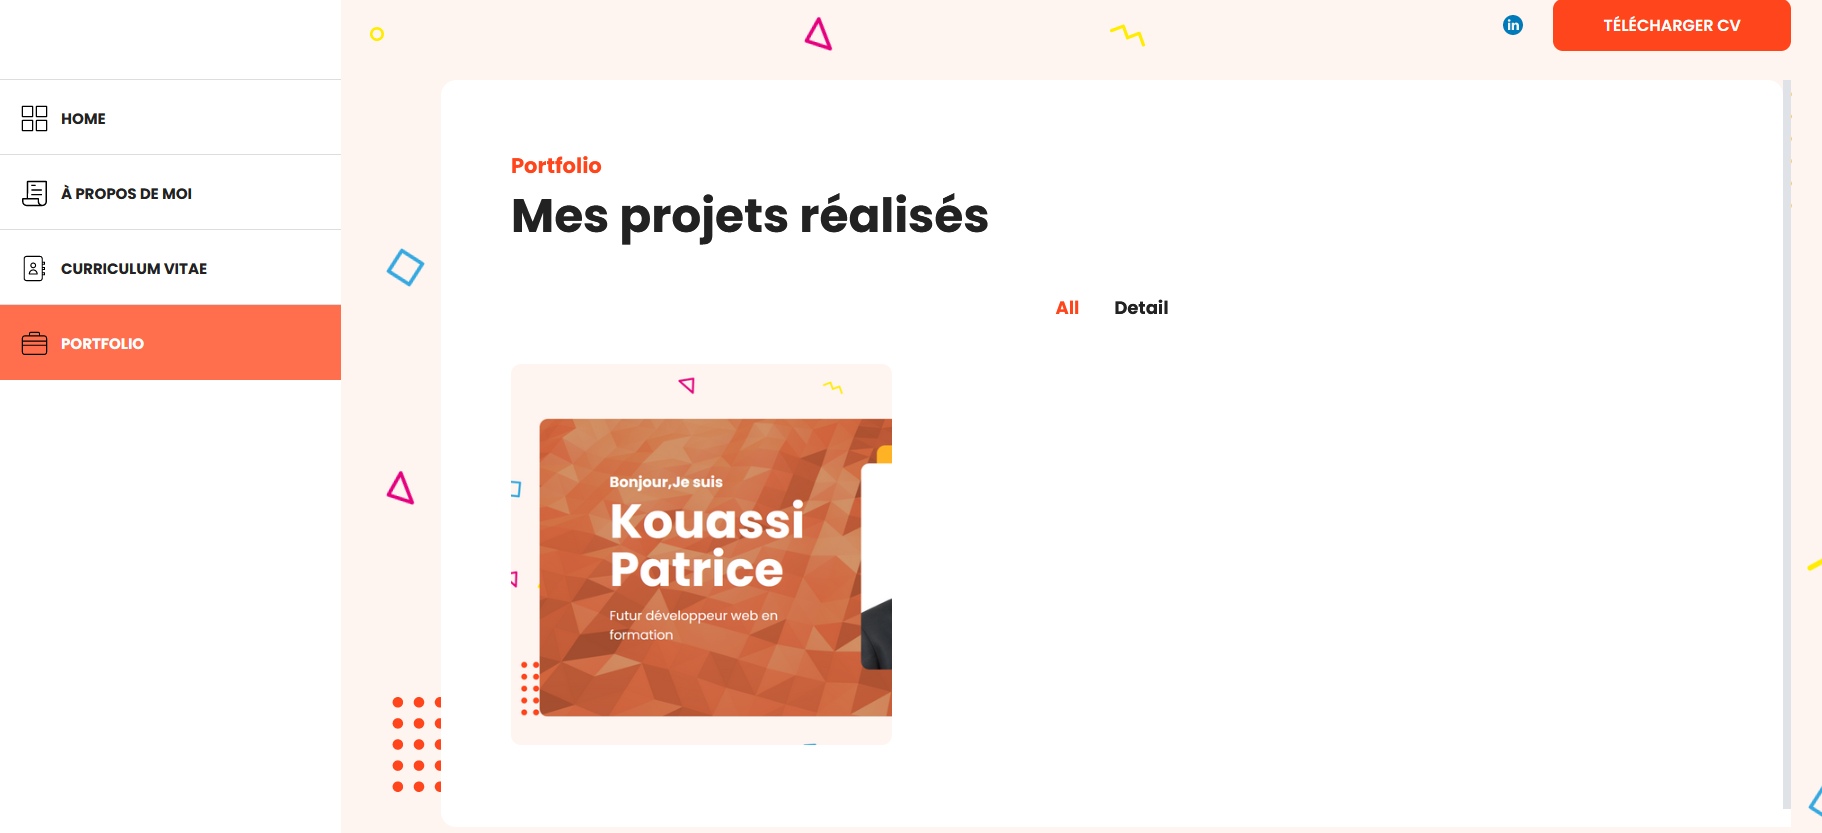 in
TÉLÉCHARGER CV
HOME
À PROPOS DE MOI
CURRICULUM VITAE
PORTFOLIO
Portfolio
Mes projets réalisés
All
Detail
Bonjour,Je suis
Kouassi
Patrice
Futur développeur web en
formation